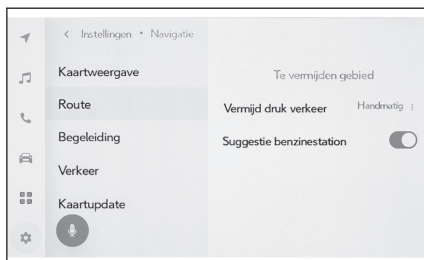 < Instellingen • Navigatie
Kaartweergave
Route
Begeleiding
Verkeer
Kaartupdate
Te vermijden gebied
Vermijd druk verkeer Handmatig
Suggestie benzinestation